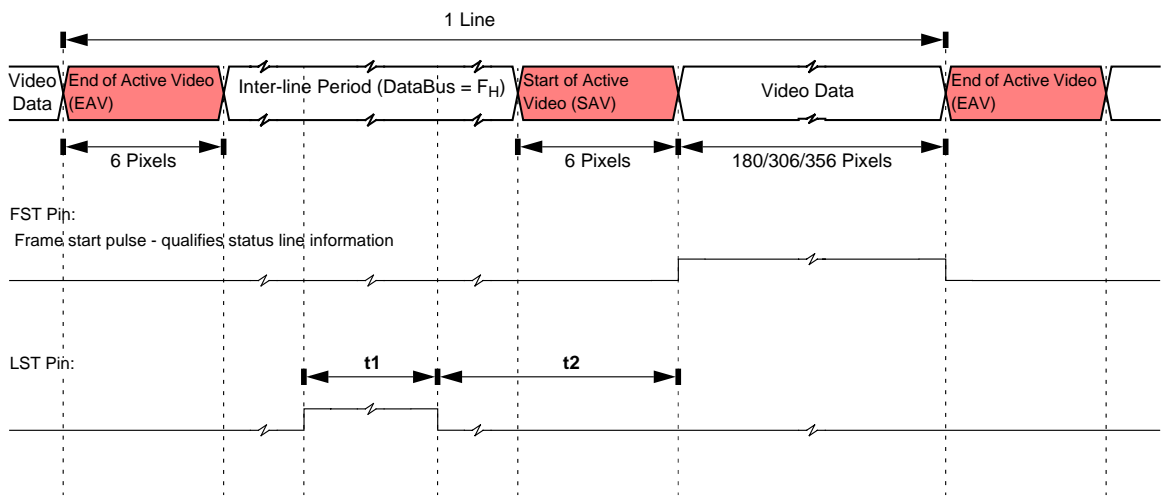 1 Line
Video
Data
End of Active Video
(EAV)
Inter-line Period (DataBus = FH)
Start of Active
Video (SAV)
Video Data
End of Active Video
(EAV)
6 Pixels
6 Pixels
180/306/356 Pixels
FST Pin:
Frame start pulse - qualifies status line information
LST Pin:
t1
t2